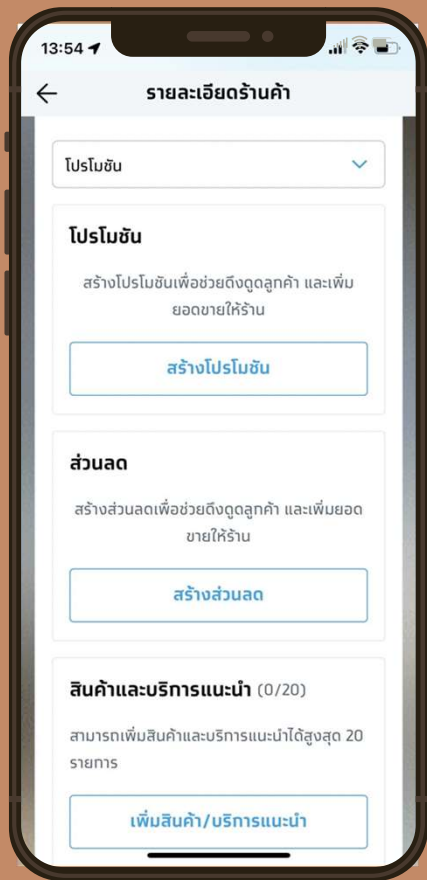 13:54
รายละเอียดร้านค้า
โปรโมชัน
โปรโมชัน
สร้างโปรโมชันเพื่อช่วยดึงดูดลูกค้า และเพิ่ม
ยอดขายให้ร้าน
สร้างโปรโมชัน
ส่วนลด
สร้างส่วนลดเพื่อช่วยดึงดูดลูกค้า และเพิ่มยอด
ขายให้ร้าน
สร้างส่วนลด
สินค้าและบริการแนะนำ (0/20)
สามารถเพิ่มสินค้าและบริการแนะนำได้สูงสุด 20
รายการ
เพิ่มสินค้า/บริการแนะนำ